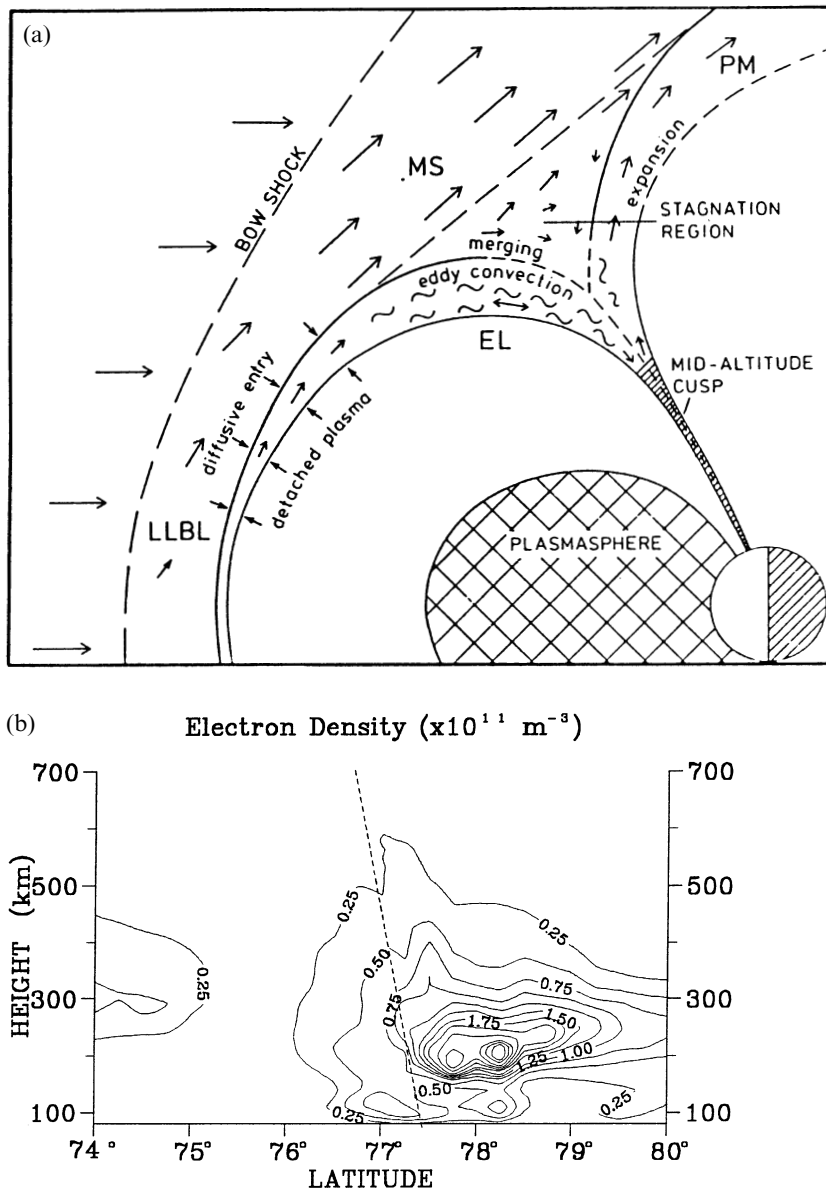 (a)
PM
BOW SHOCK
.MS
expansion
STAGNATION
REGION
merging
eddy convection
EL
MID-ALTITUDE
CUSP
diffusive entry
detached plasma
LLBL
PLASMASPHERE
(b)
Electron Density (x10¹¹ m⁻³)
700
700
500
500
300
300
100
100
HEIGHT (km)
0.25
0.25
0.50
0.25
0.75
0.75
1.75
1.50
1.25
1.00
0.50
0.25
0.25
74° 75° 76° 77° 78° 79° 80°
LATITUDE